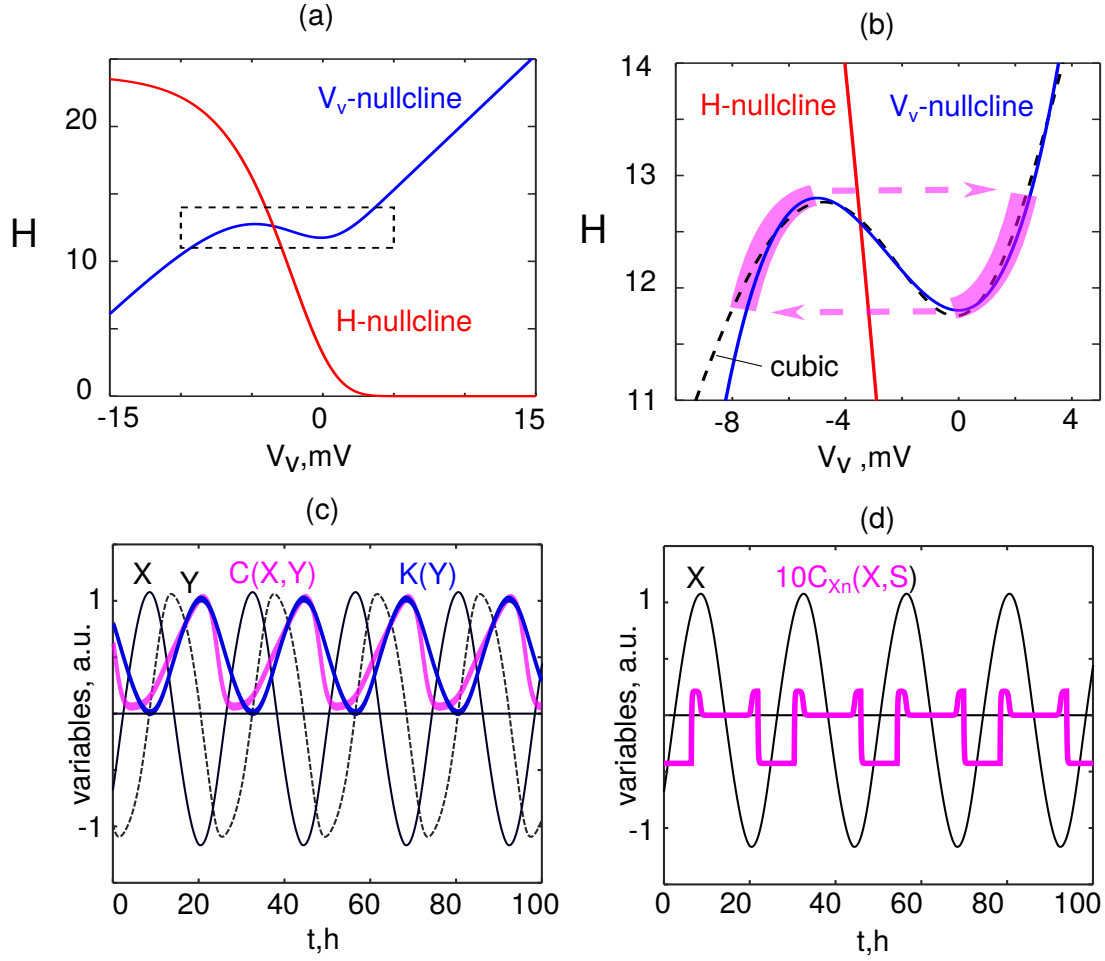 (a)
20
10
0
H
V_v-nullcline
H-nullcline
-15
0
15
V_v,mV
(b)
14
13
12
11
H
H-nullcline
V_v-nullcline
cubic
-8
-4
0
4
V_v ,mV
(c)
X
Y
C(X,Y)
K(Y)
1
-1
variables, a.u.
0
20
40
60
80
100
t,h
(d)
X
10C_Xn(X,S)
1
-1
variables, a.u.
0
20
40
60
80
100
t,h